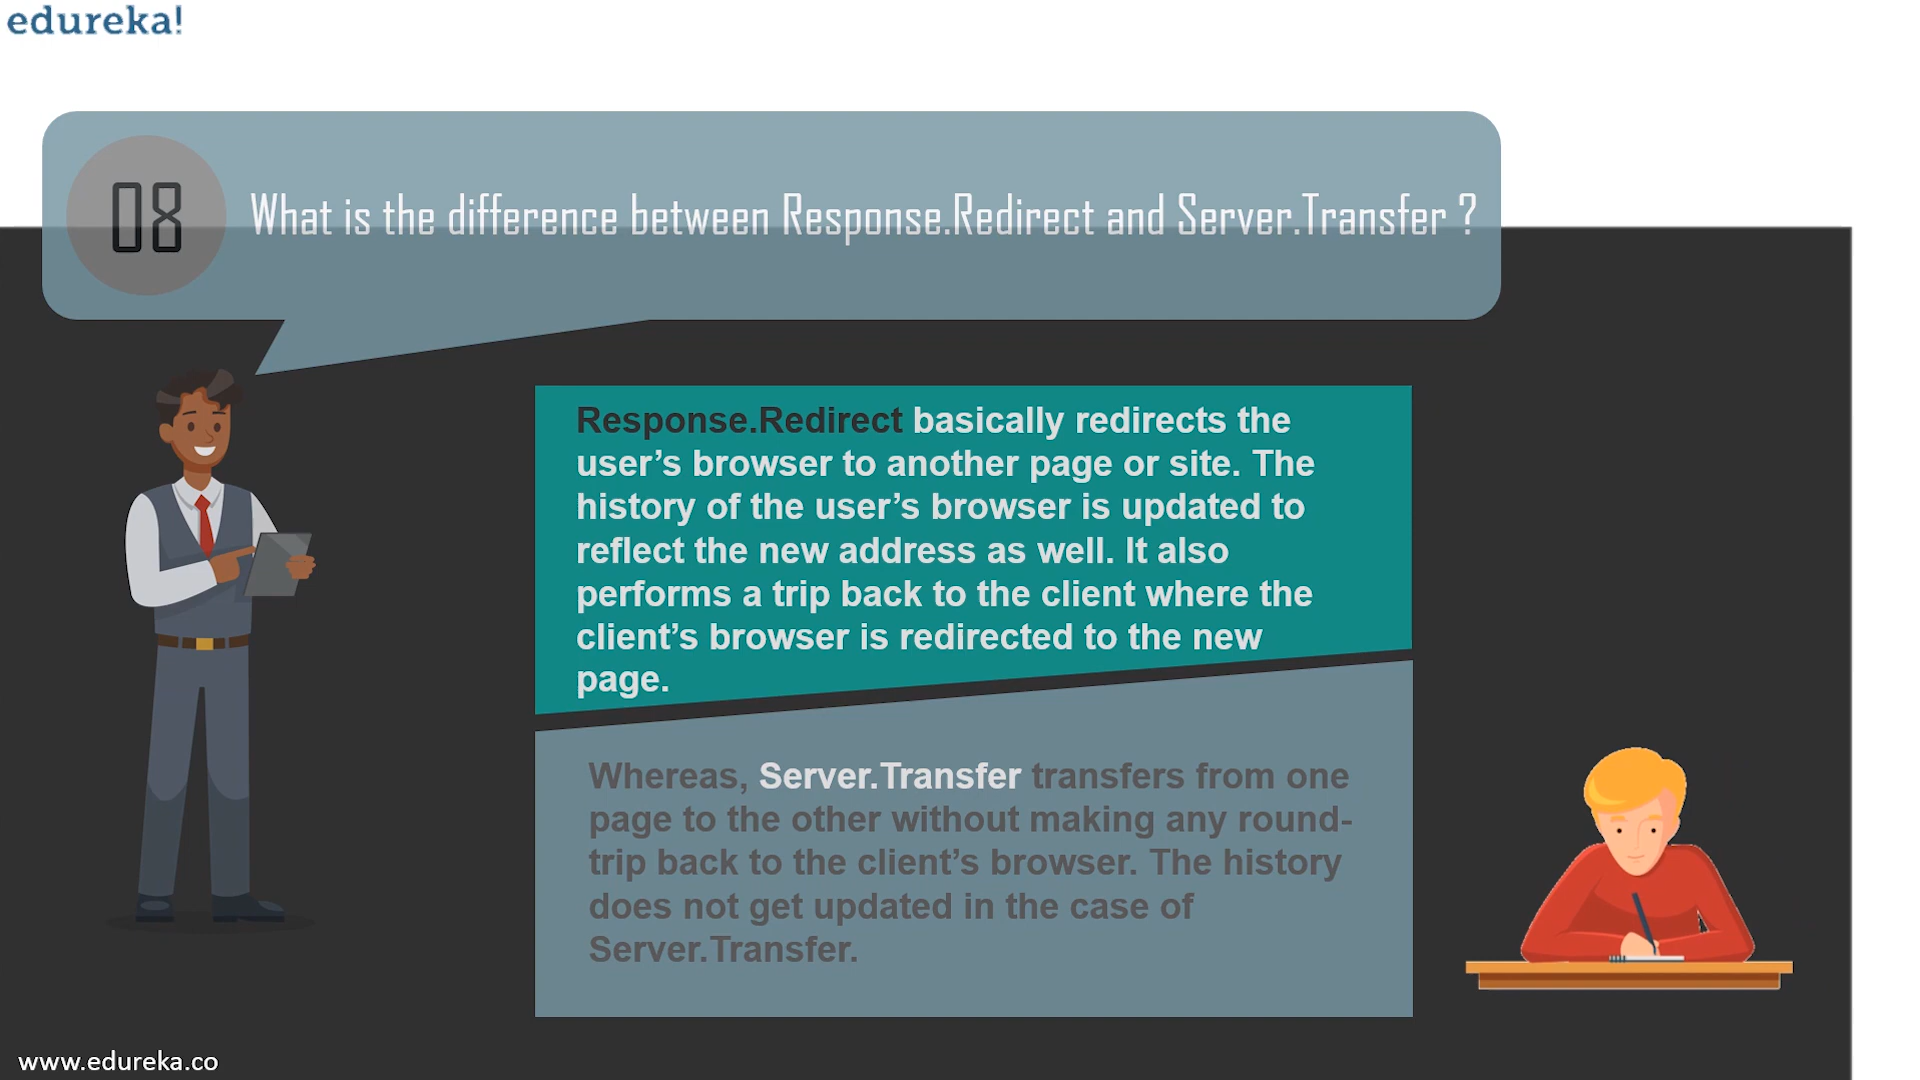 edureka!
08
What is the difference between Response.Redirect and Server.Transfer ?
Response.Redirect basically redirects the
user’s browser to another page or site. The
history of the user’s browser is updated to
reflect the new address as well. It also
performs a trip back to the client where the
client’s browser is redirected to the new
page.
Whereas, Server.Transfer transfers from one
page to the other without making any round-
trip back to the client’s browser. The history
does not get updated in the case of
Server.Transfer.
www.edureka.co